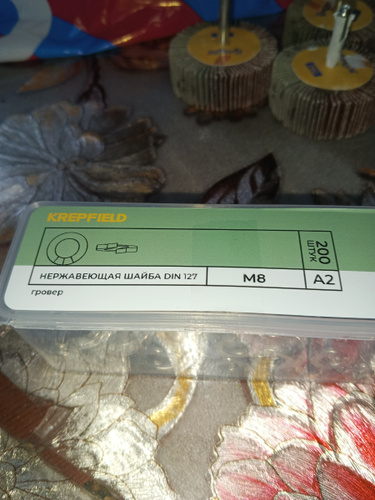 KREPFIELD
200 ШТУК
НЕРЖАВЕЮЩАЯ ШАЙБА DIN 127
M8
A2
гровер